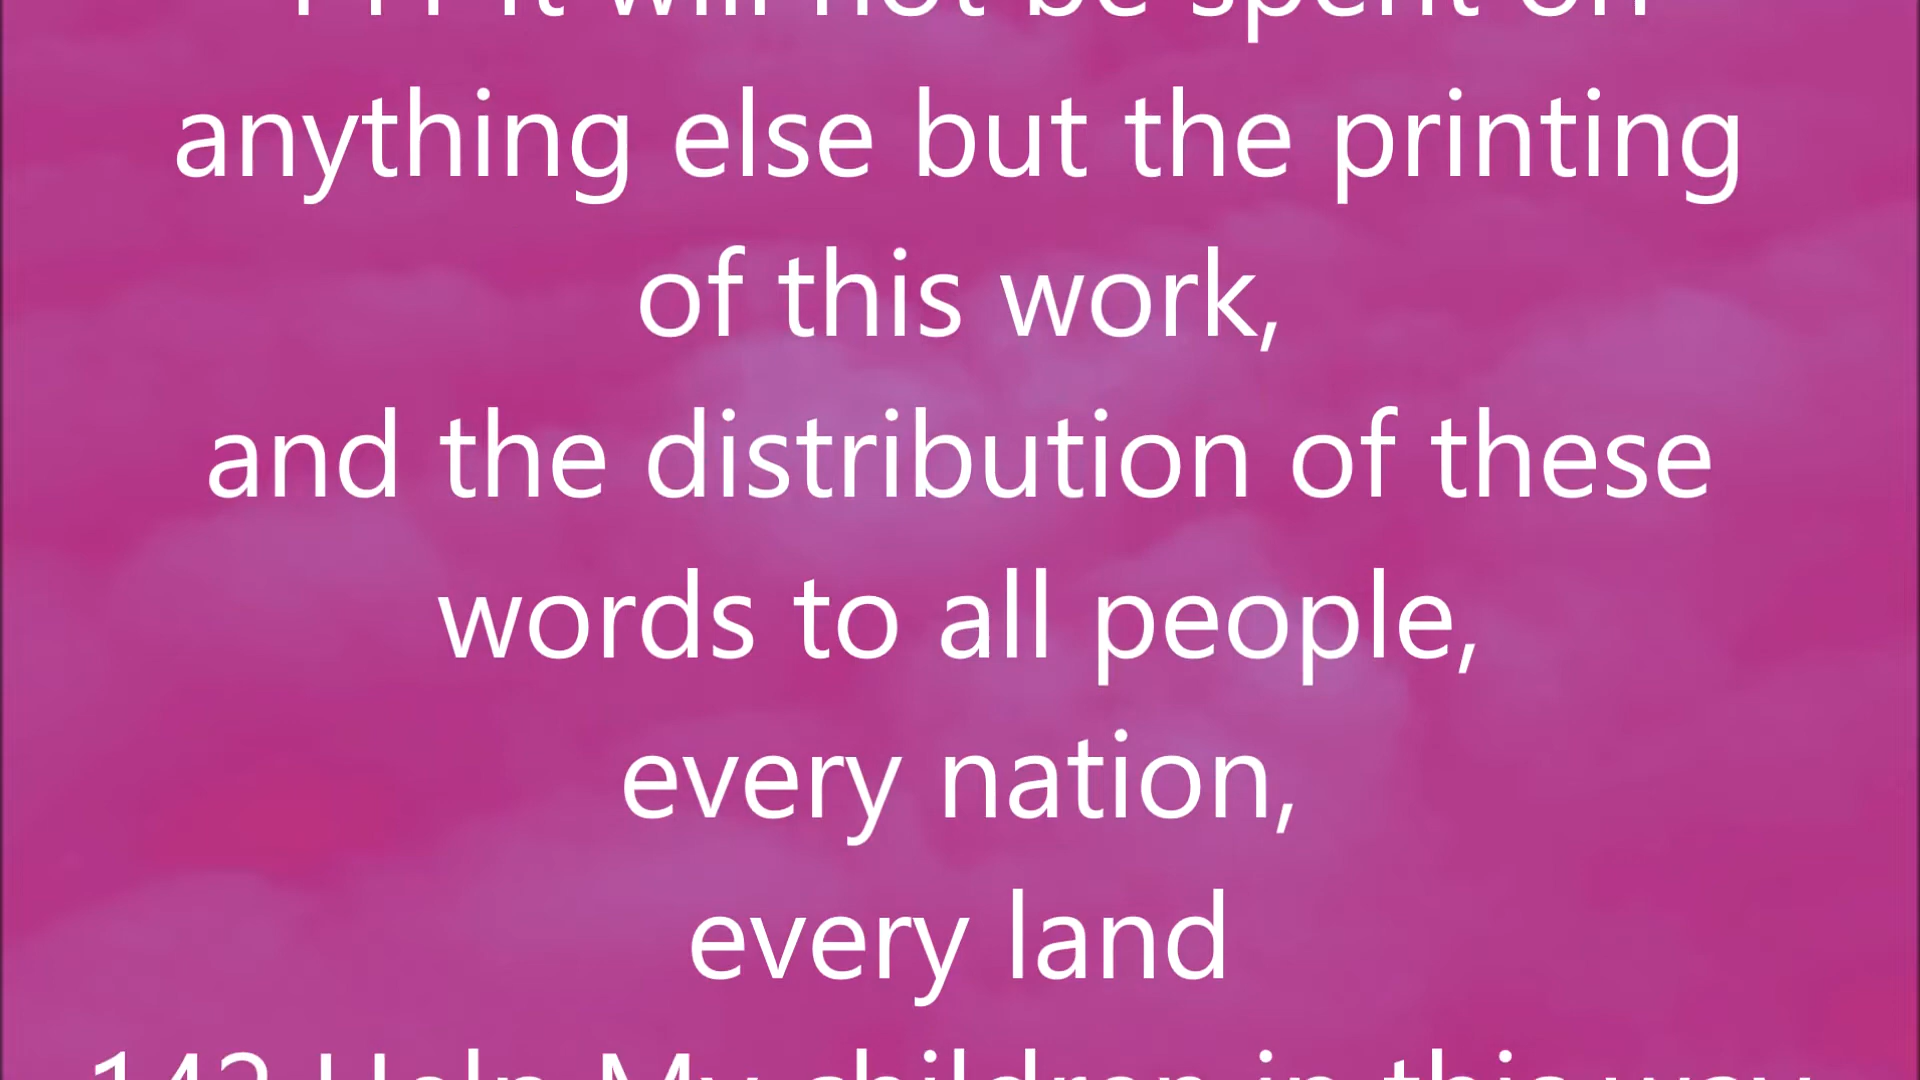 It will not be spent on
anything else but the printing
of this work,
and the distribution of these
words to all people,
every nation,
every land
142 Help My children in this way